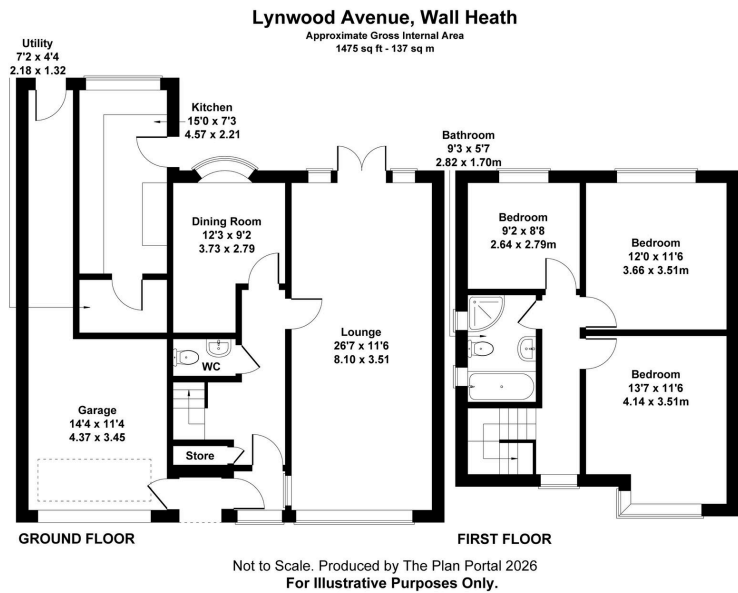 Lynwood Avenue, Wall Heath
Approximate Gross Internal Area
1475 sq ft - 137 sq m
Utility
7'2 x 4'4
2.18 x 1.32
Kitchen
15'0 x 7'3
4.57 x 2.21
Dining Room
12'3 x 9'2
3.73 x 2.79
Lounge
26'7 x 11'6
8.10 x 3.51
WC
Garage
14'4 x 11'4
4.37 x 3.45
Store
GROUND FLOOR
Bathroom
9'3 x 5'7
2.82 x 1.70m
Bedroom
9'2 x 8'8
2.64 x 2.79m
Bedroom
12'0 x 11'6
3.66 x 3.51m
Bedroom
13'7 x 11'6
4.14 x 3.51m
FIRST FLOOR
Not to Scale. Produced by The Plan Portal 2026
For Illustrative Purposes Only.